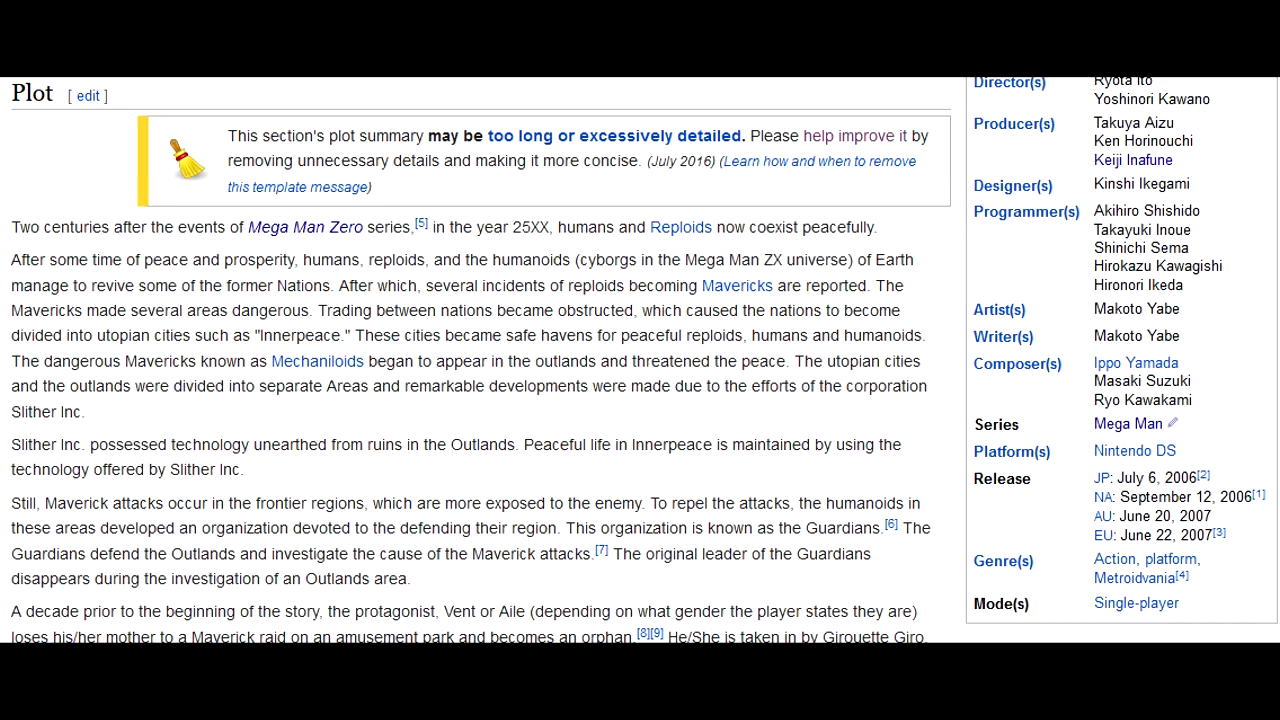 Plot [ edit ]
This section's plot summary may be too long or excessively detailed. Please help improve it by
removing unnecessary details and making it more concise. (July 2016) (Learn how and when to remove
this template message)
Two centuries after the events of Mega Man Zero series,[5] in the year 25XX, humans and Reploids now coexist peacefully.
After some time of peace and prosperity, humans, reploids, and the humanoids (cyborgs in the Mega Man ZX universe) of Earth
manage to revive some of the former Nations. After which, several incidents of reploids becoming Mavericks are reported. The
Mavericks made several areas dangerous. Trading between nations became obstructed, which caused the nations to become
divided into utopian cities such as "Innerpeace." These cities became safe havens for peaceful reploids, humans and humanoids.
The dangerous Mavericks known as Mechaniloids began to appear in the outlands and threatened the peace. The utopian cities
and the outlands were divided into separate Areas and remarkable developments were made due to the efforts of the corporation
Slither Inc.
Slither Inc. possessed technology unearthed from ruins in the Outlands. Peaceful life in Innerpeace is maintained by using the
technology offered by Slither Inc.
Still, Maverick attacks occur in the frontier regions, which are more exposed to the enemy. To repel the attacks, the humanoids in
these areas developed an organization devoted to the defending their region. This organization is known as the Guardians.[6] The
Guardians defend the Outlands and investigate the cause of the Maverick attacks.[7] The original leader of the Guardians
disappears during the investigation of an Outlands area.
A decade prior to the beginning of the story, the protagonist, Vent or Aile (depending on what gender the player states they are)
loses his/her mother to a Maverick raid on an amusement park and becomes an orphan.[8][9] He/She is taken in by Girouette Giro,
Director(s) Ryota Ito
Yoshinori Kawano
Producer(s) Takuya Aizu
Ken Horinouchi
Keiji Inafune
Designer(s) Kinshi Ikegami
Programmer(s) Akihiro Shishido
Takayuki Inoue
Shinichi Sema
Hirokazu Kawagishi
Hironori Ikeda
Artist(s) Makoto Yabe
Writer(s) Makoto Yabe
Composer(s) Ippo Yamada
Masaki Suzuki
Ryo Kawakami
Series Mega Man
Platform(s) Nintendo DS
Release JP: July 6, 2006[2]
NA: September 12, 2006[1]
AU: June 20, 2007
EU: June 22, 2007[3]
Genre(s) Action, platform,
Metroidvania[4]
Mode(s) Single-player